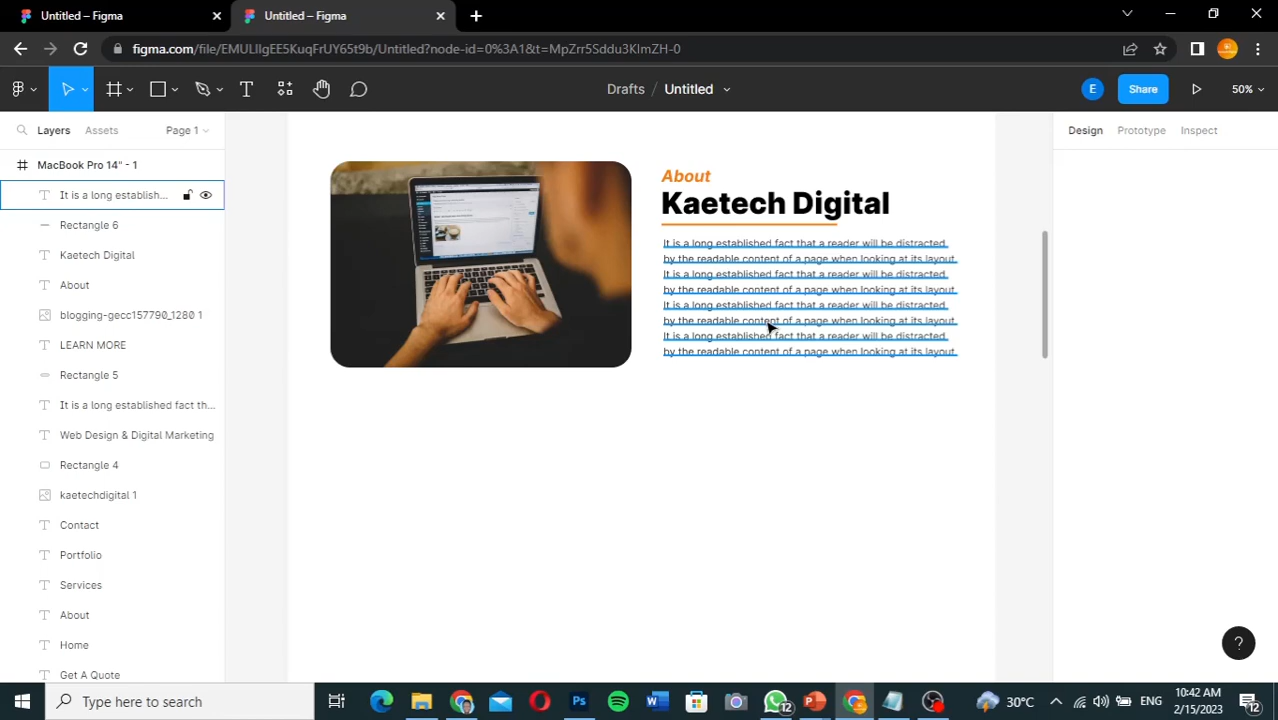 Untitled – Figma
Untitled – Figma
figma.com/file/EMULIlgEE5KuqFrUY65t9b/Untitled?node-id=0%3A1&t=MpZrr5Sddu3KlmZH-0
Drafts / Untitled
E
Share
50%
Layers
Assets
Page 1
Design
Prototype
Inspect
MacBook Pro 14" - 1
It is a long establish...
Rectangle 6
Kaetech Digital
About
blogging-gecc157790_1280 1
LEARN MORE
Rectangle 5
It is a long established fact th...
Web Design & Digital Marketing
Rectangle 4
kaetechdigital 1
Contact
Portfolio
Services
About
Home
Get A Quote
About
Kaetech Digital
It is a long established fact that a reader will be distracted
by the readable content of a page when looking at its layout.
It is a long established fact that a reader will be distracted
by the readable content of a page when looking at its layout.
It is a long established fact that a reader will be distracted
by the readable content of a page when looking at its layout.
It is a long established fact that a reader will be distracted
by the readable content of a page when looking at its layout.
?
Type here to search
Ps
12
30°C
ENG
10:42 AM
2/15/2023
12